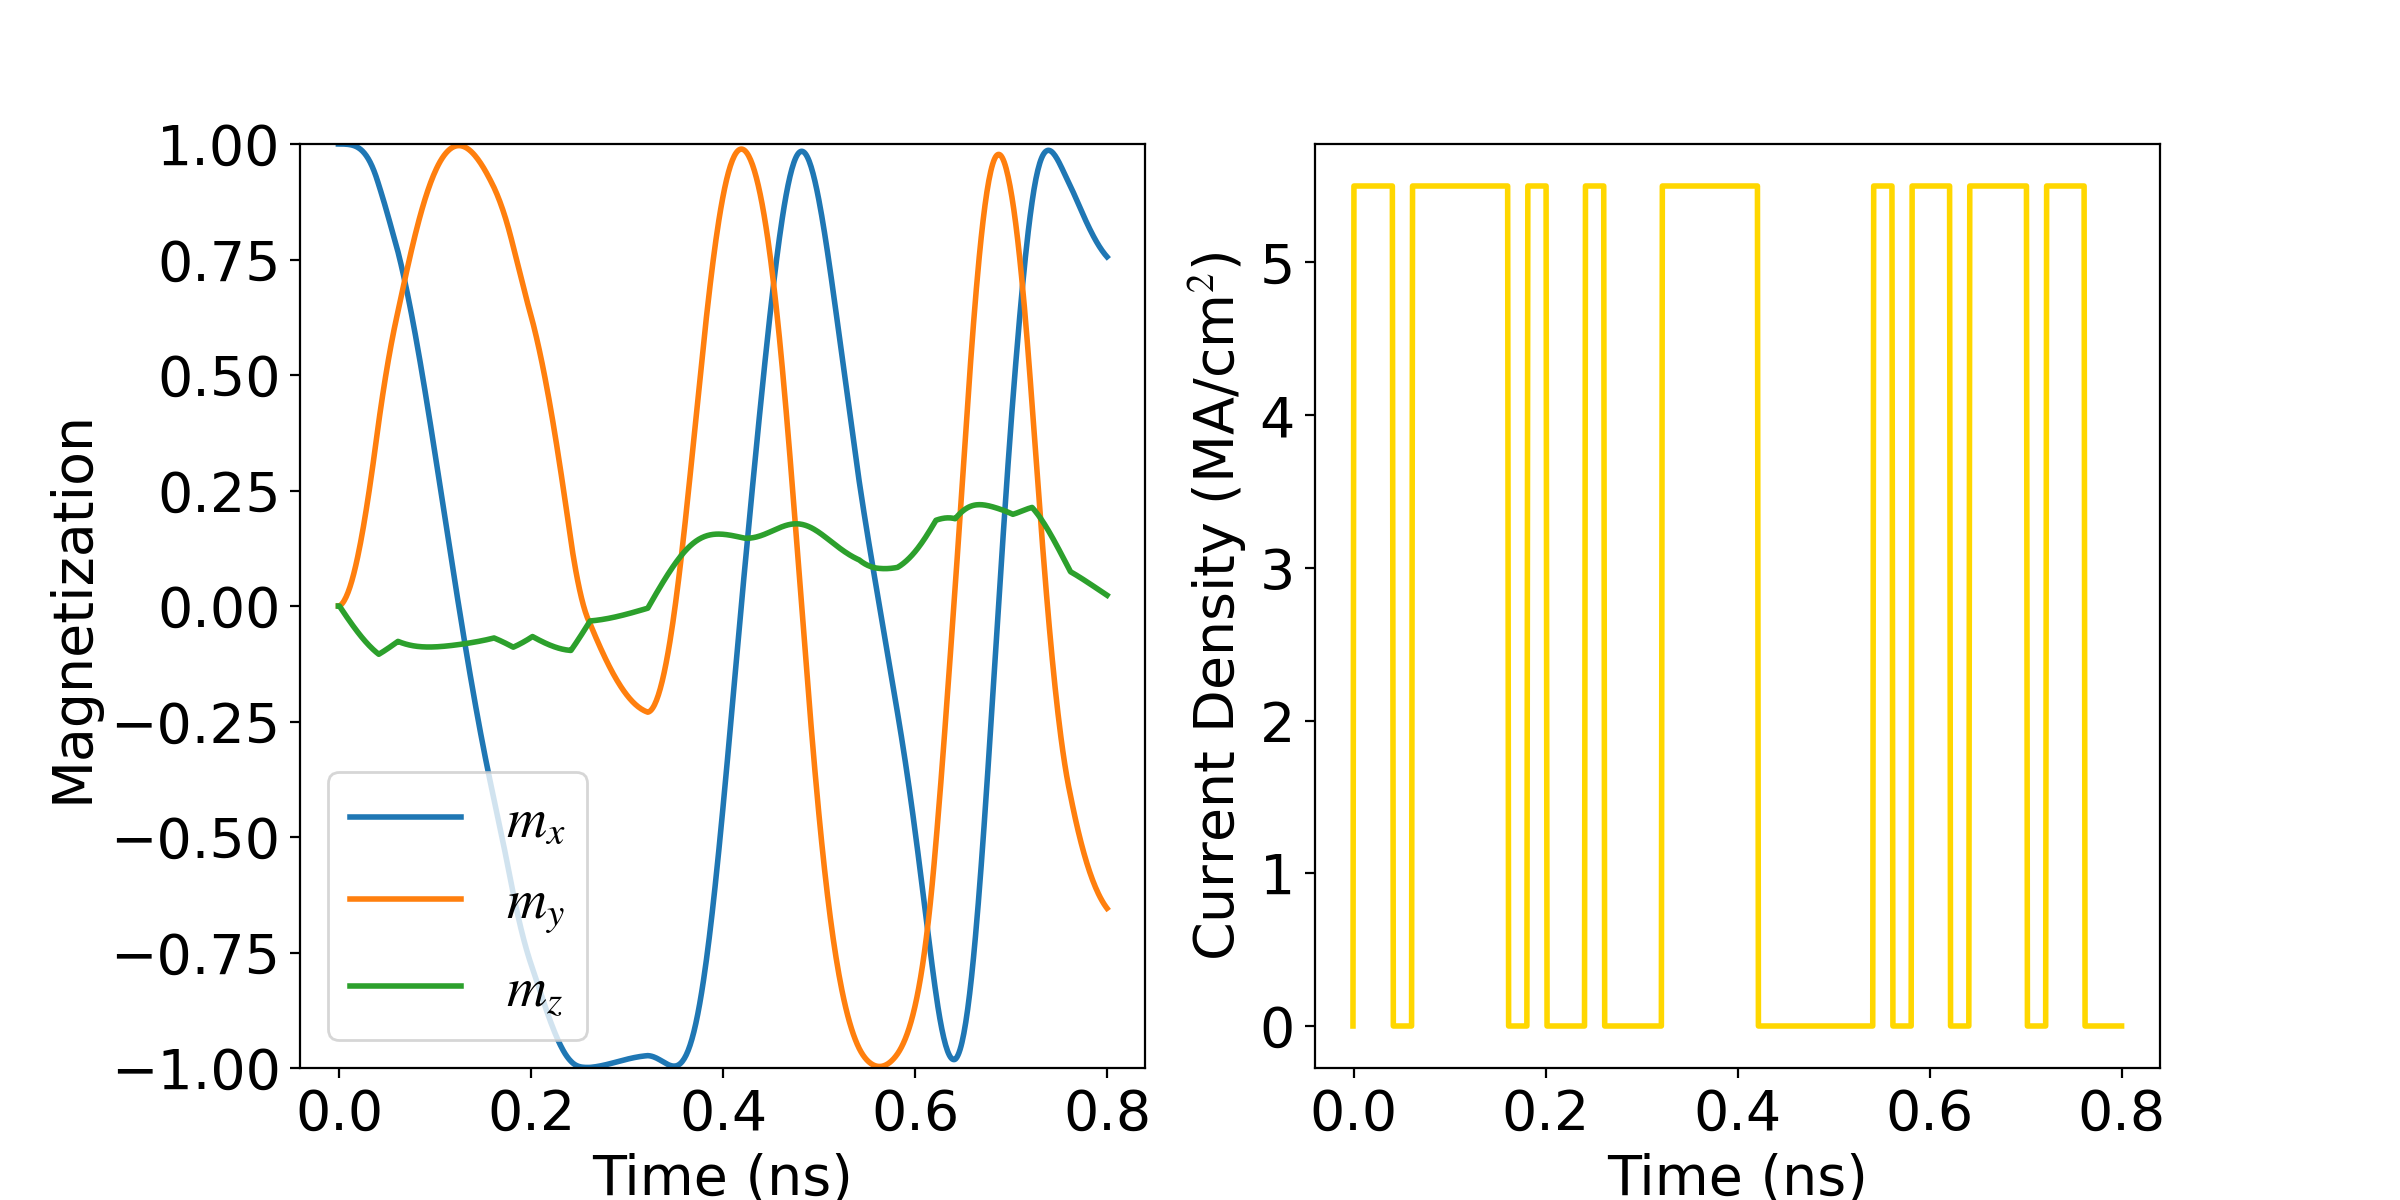 Magnetization
1.00
0.75
0.50
0.25
0.00
−0.25
−0.50
−0.75
−1.00
m_x
m_y
m_z
0.0 0.2 0.4 0.6 0.8
Time (ns)
Current Density (MA/cm²)
5
4
3
2
1
0
0.0 0.2 0.4 0.6 0.8
Time (ns)